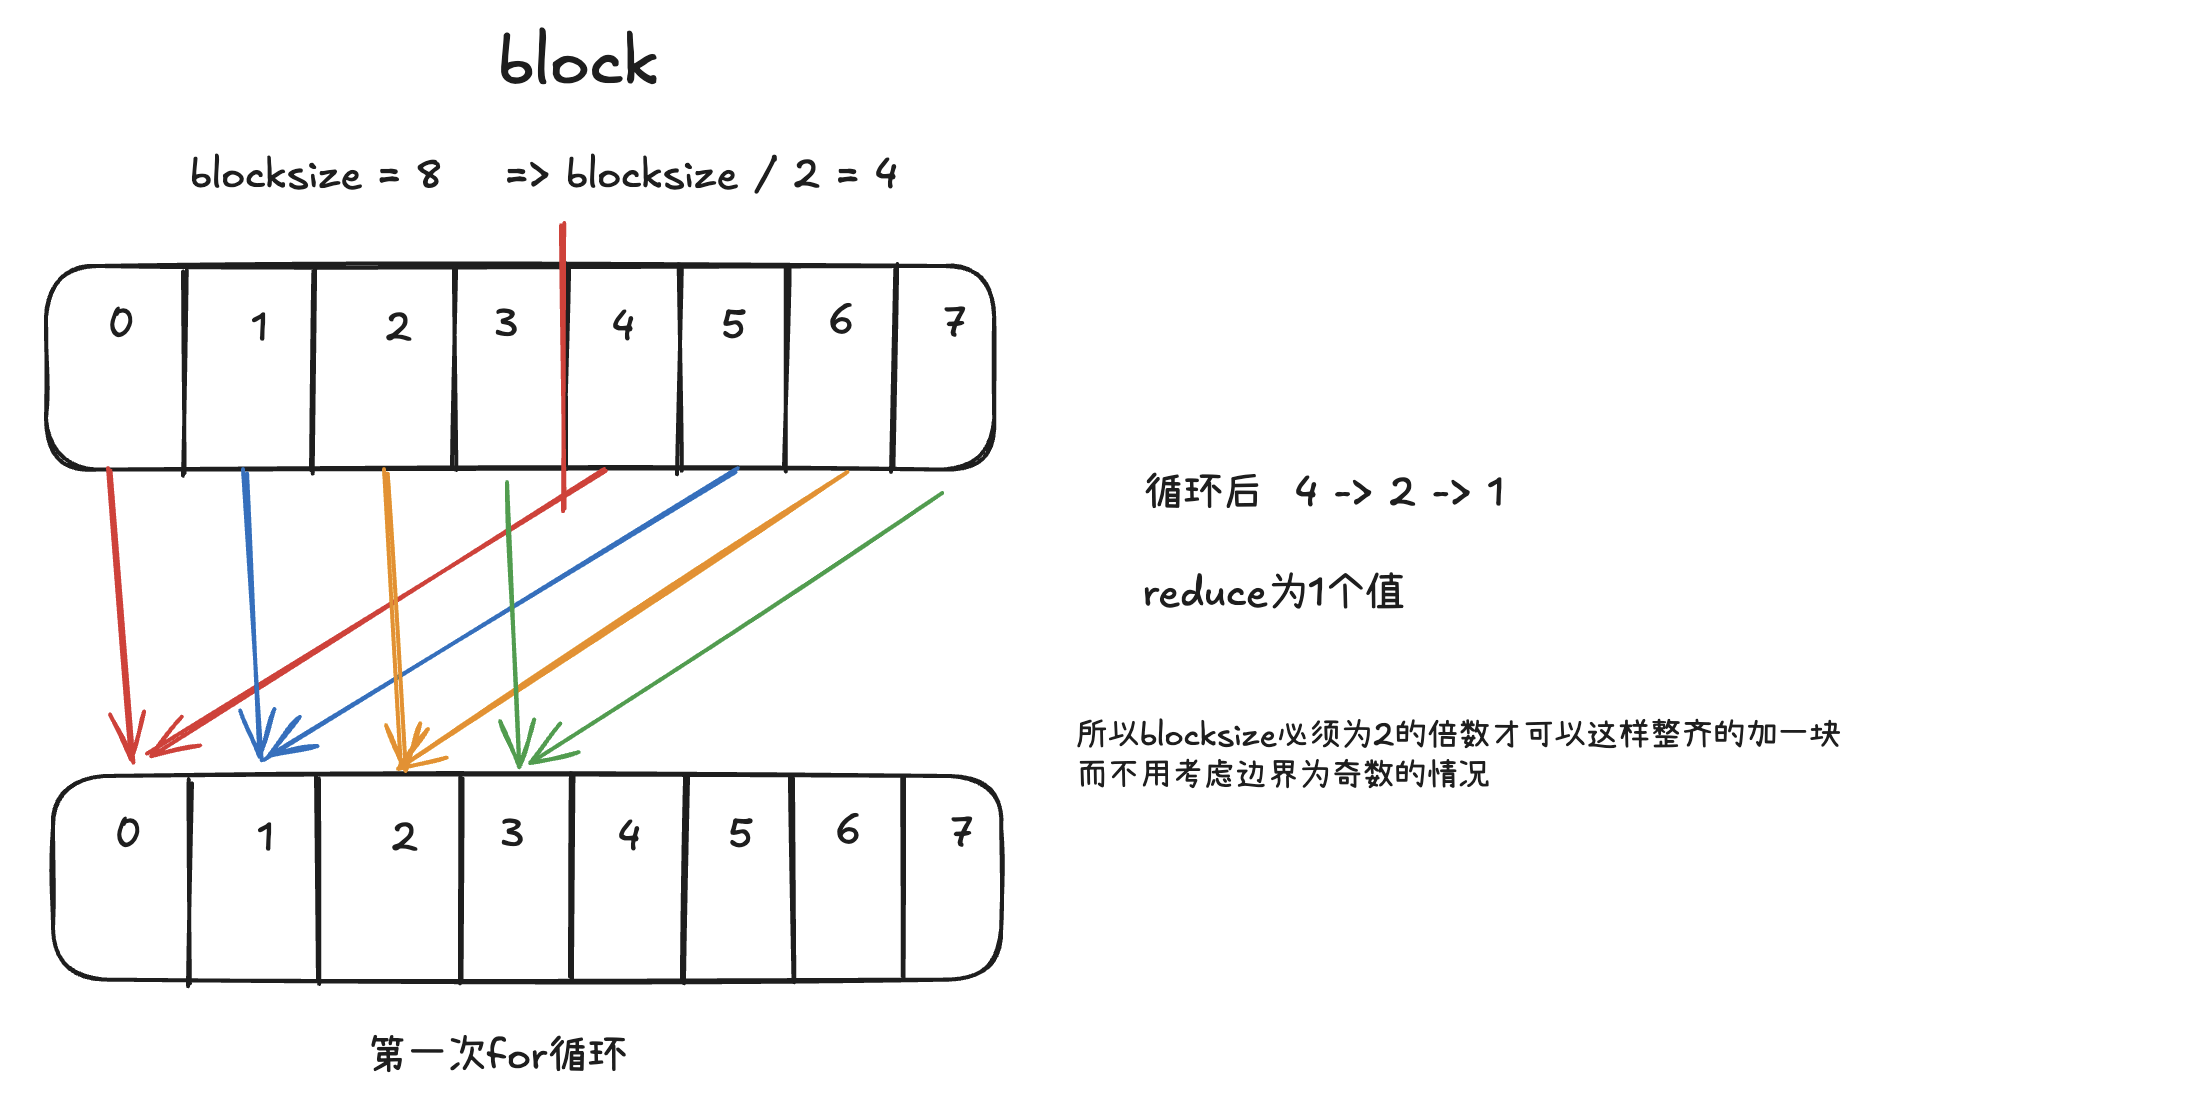 block
blocksize = 8 => blocksize / 2 = 4
0 1 2 3 4 5 6 7
循环后 4 -> 2 -> 1
reduce为1个值
所以blocksize必须为2的倍数才可以这样整齐的加一块
而不用考虑边界为奇数的情况
0 1 2 3 4 5 6 7
第一次for循环